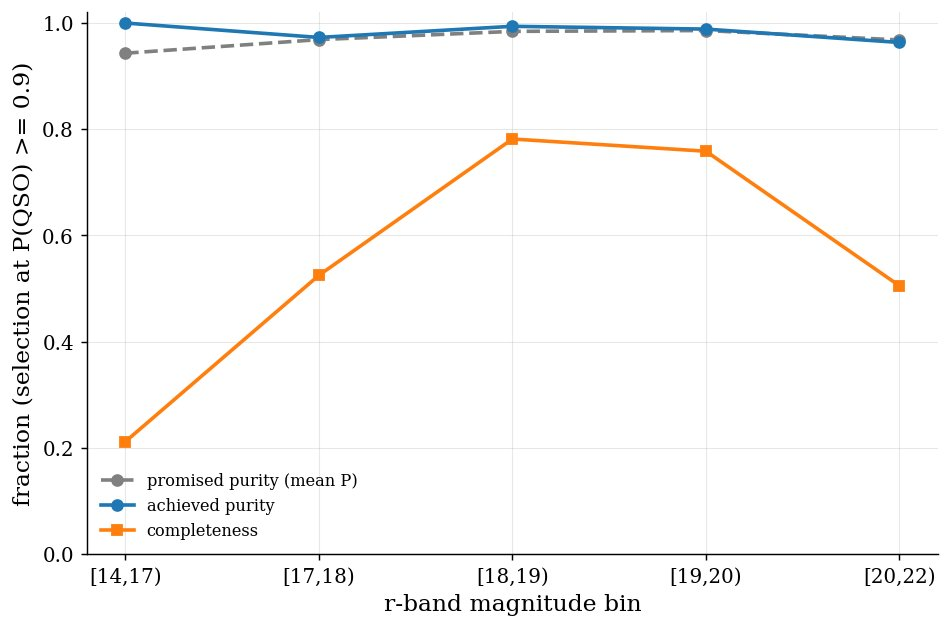 1.0
0.8
0.6
0.4
0.2
0.0
fraction (selection at P(QSO) >= 0.9)
promised purity (mean P)
achieved purity
completeness
[14,17)
[17,18)
[18,19)
[19,20)
[20,22)
r-band magnitude bin